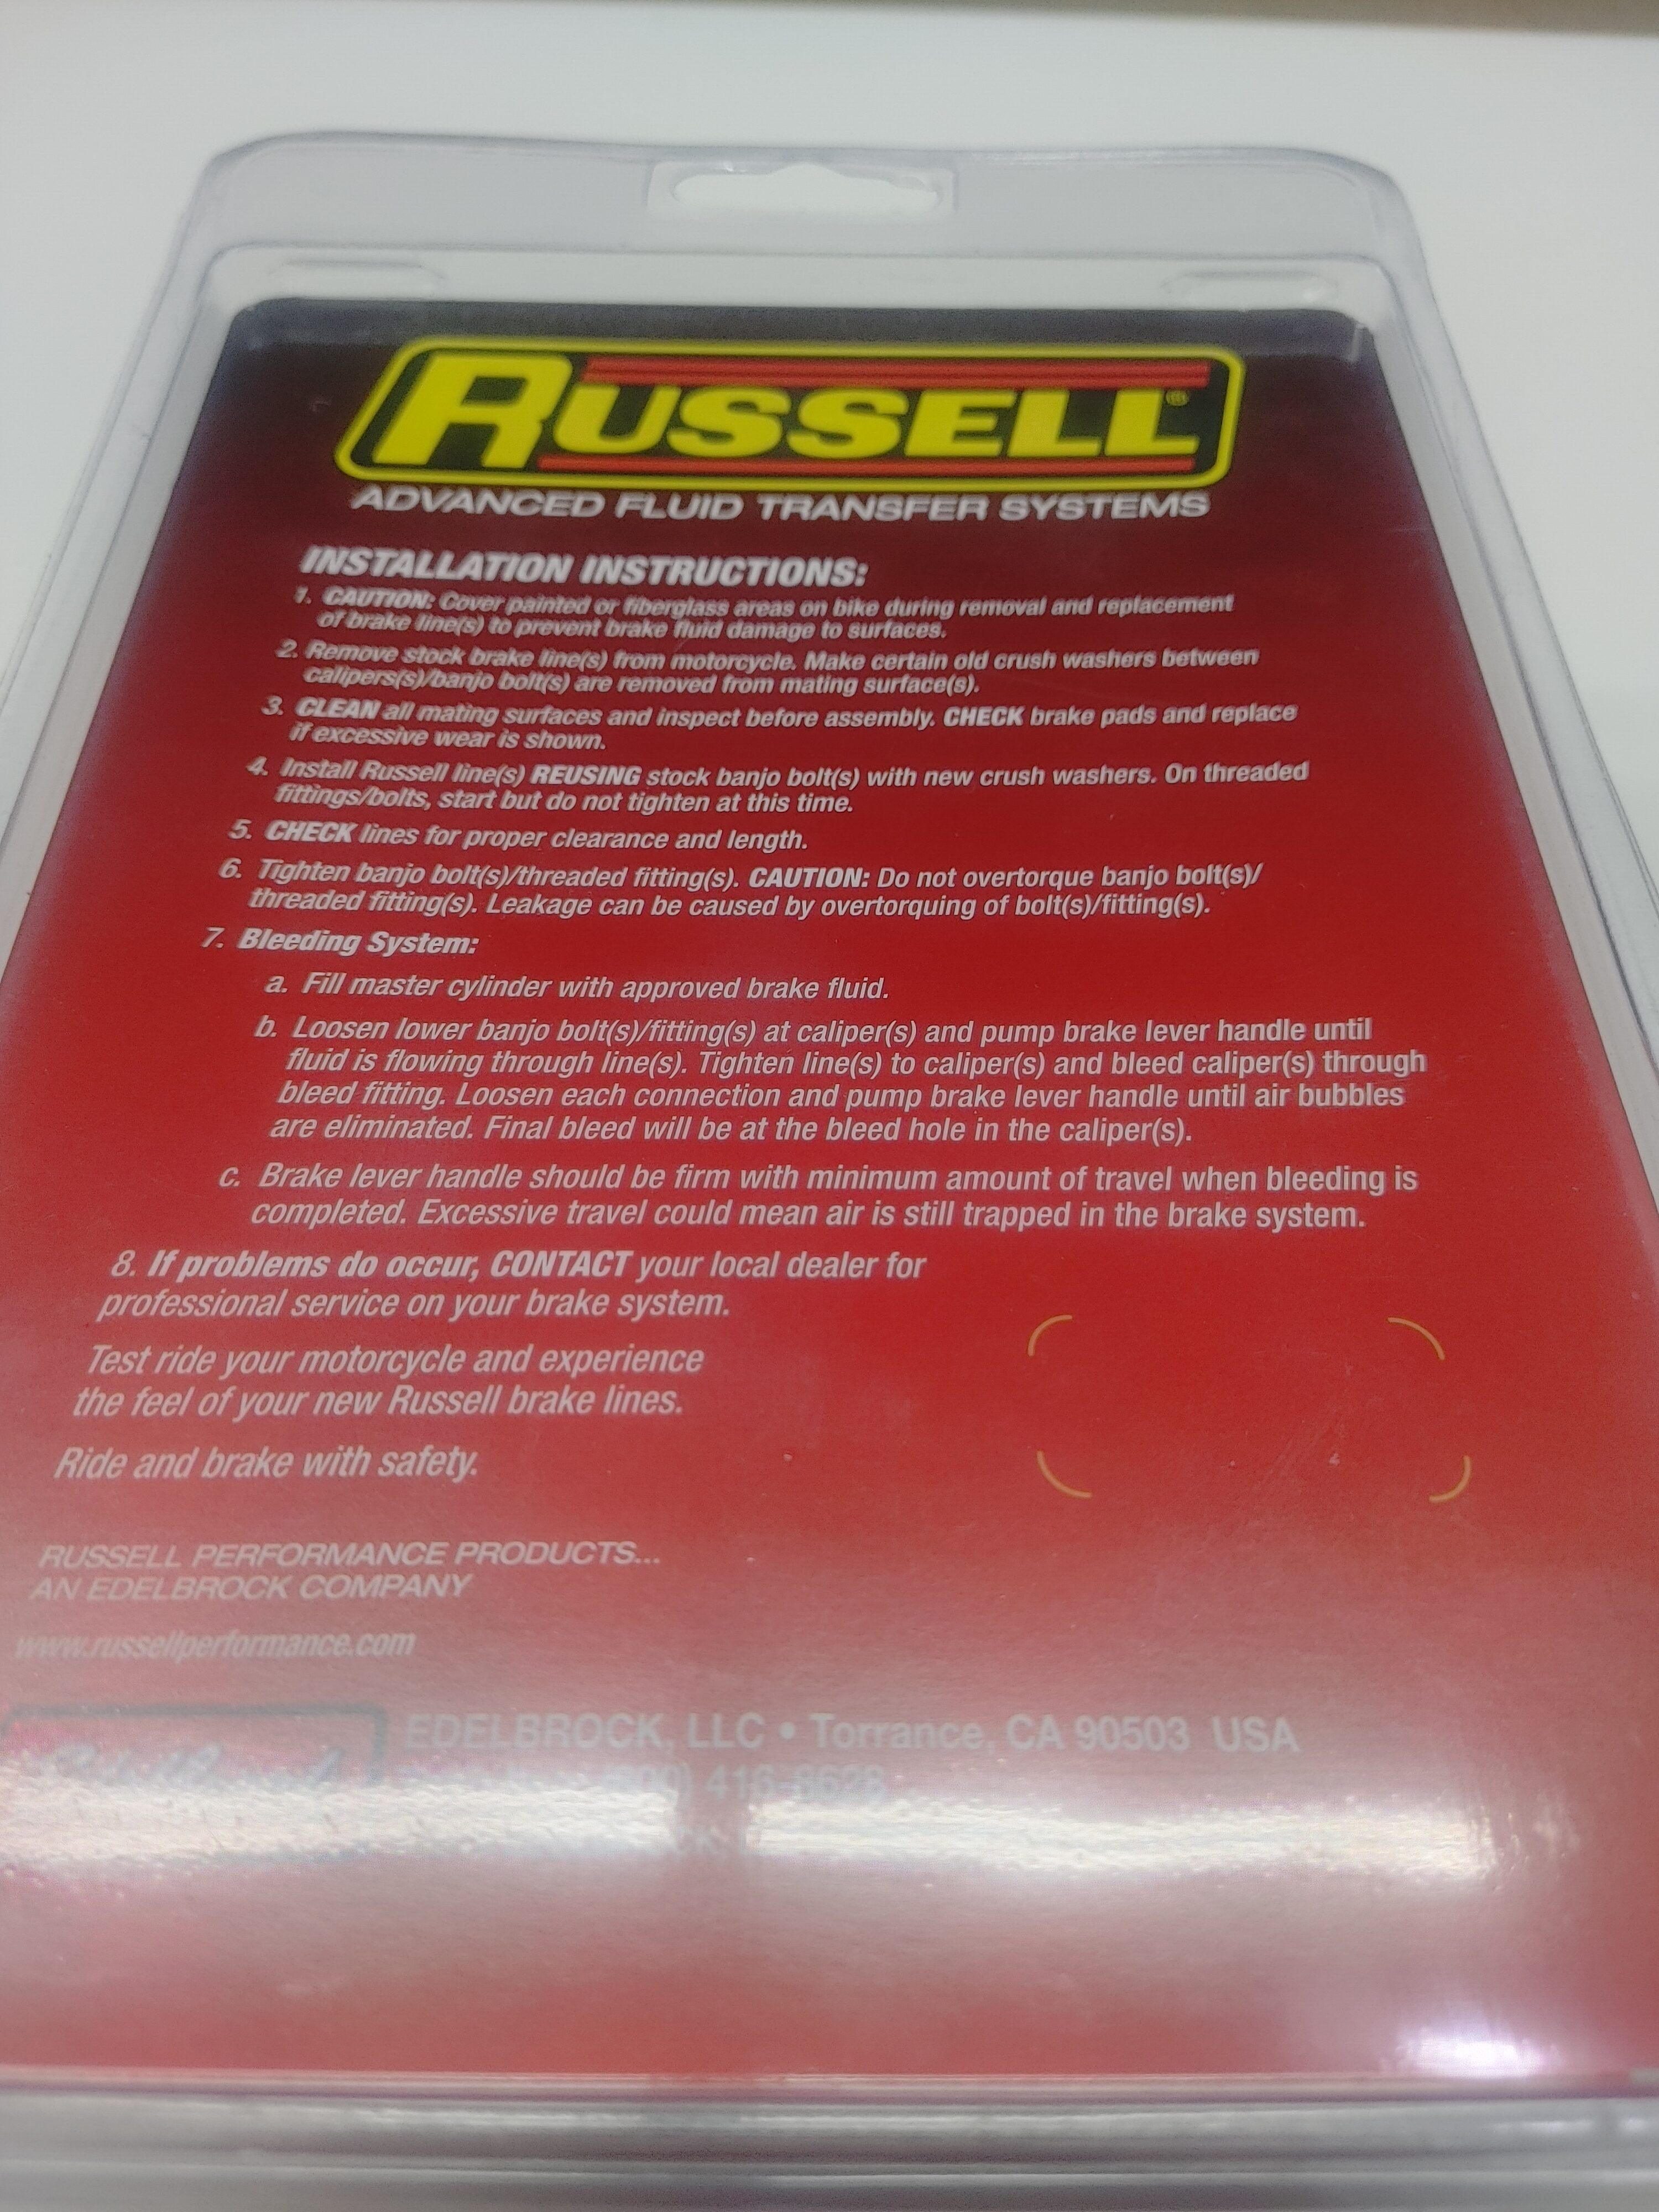 RUSSELL®
ADVANCED FLUID TRANSFER SYSTEMS
INSTALLATION INSTRUCTIONS:
1. CAUTION: Cover painted or fiberglass areas on bike during removal and replacement
of brake line(s) to prevent brake fluid damage to surfaces.
2. Remove stock brake line(s) from motorcycle. Make certain old crush washers between
calipers(s)/banjo bolt(s) are removed from mating surface(s).
3. CLEAN all mating surfaces and inspect before assembly. CHECK brake pads and replace
if excessive wear is shown.
4. Install Russell line(s) REUSING stock banjo bolt(s) with new crush washers. On threaded
fittings/bolts, start but do not tighten at this time.
5. CHECK lines for proper clearance and length.
6. Tighten banjo bolt(s)/threaded fitting(s). CAUTION: Do not overtorque banjo bolt(s)/
threaded fitting(s). Leakage can be caused by overtorquing of bolt(s)/fitting(s).
7. Bleeding System:
a. Fill master cylinder with approved brake fluid.
b. Loosen lower banjo bolt(s)/fitting(s) at caliper(s) and pump brake lever handle until
fluid is flowing through line(s). Tighten line(s) to caliper(s) and bleed caliper(s) through
bleed fitting. Loosen each connection and pump brake lever handle until air bubbles
are eliminated. Final bleed will be at the bleed hole in the caliper(s).
c. Brake lever handle should be firm with minimum amount of travel when bleeding is
completed. Excessive travel could mean air is still trapped in the brake system.
8. If problems do occur, CONTACT your local dealer for
professional service on your brake system.
Test ride your motorcycle and experience
the feel of your new Russell brake lines.
Ride and brake with safety.
RUSSELL PERFORMANCE PRODUCTS...
AN EDELBROCK COMPANY
www.russellperformance.com
EDELBROCK, LLC • Torrance, CA 90503 USA
416-8628